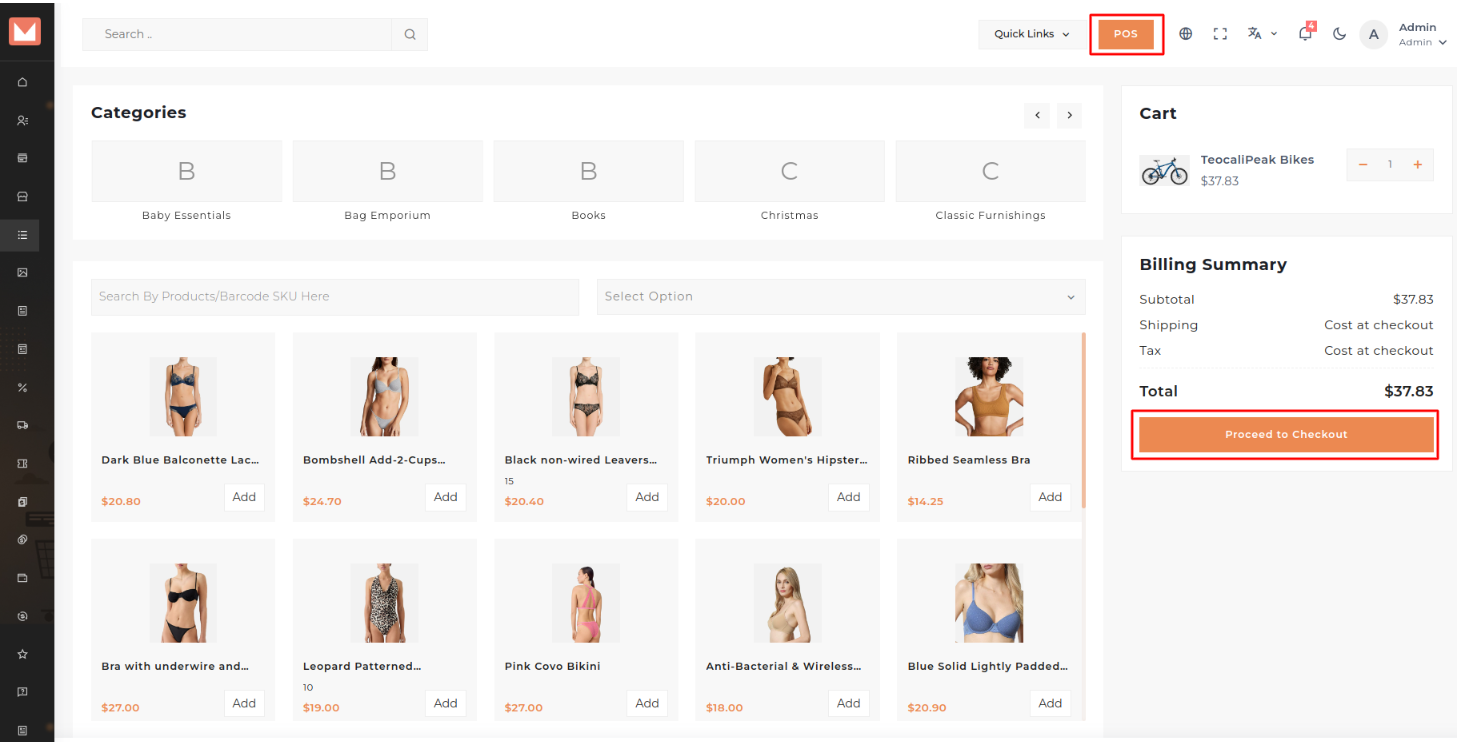 Search ..
Quick Links
POS
4
A
Admin
Admin
Categories
B
B
B
C
C
Baby Essentials
Bag Emporium
Books
Christmas
Classic Furnishings
Search By Products/Barcode SKU Here
Select Option
Dark Blue Balconette Lac...
$20.80
Add
Bombshell Add-2-Cups...
$24.70
Add
Black non-wired Leavers...
15
$20.40
Add
Triumph Women's Hipster...
$20.00
Add
Ribbed Seamless Bra
$14.25
Add
Bra with underwire and...
$27.00
Add
Leopard Patterned...
10
$19.00
Add
Pink Covo Bikini
$27.00
Add
Anti-Bacterial & Wireless...
$18.00
Add
Blue Solid Lightly Padded...
$20.90
Add
Cart
TeocaliPeak Bikes
$37.83
− 1 +
Billing Summary
Subtotal $37.83
Shipping Cost at checkout
Tax Cost at checkout
Total $37.83
Proceed to Checkout